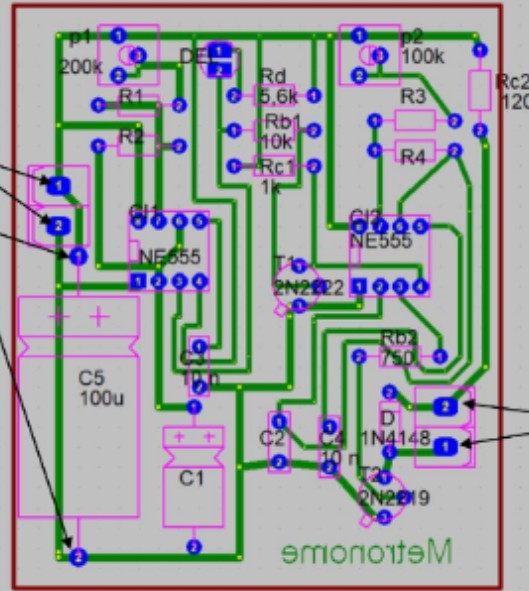 p1
200k
DEL
p2
100k
Rd
5,6k
Rb1
10k
Rc1
1k
Rc2
120
R1
R2
R3
R4
CI1
NE555
CI2
NE555
T1
2N2222
C5
100u
C3
10 n
Rb2
750
C2
C4
10 n
D
1N4148
C1
T2
2N2219
Metronome